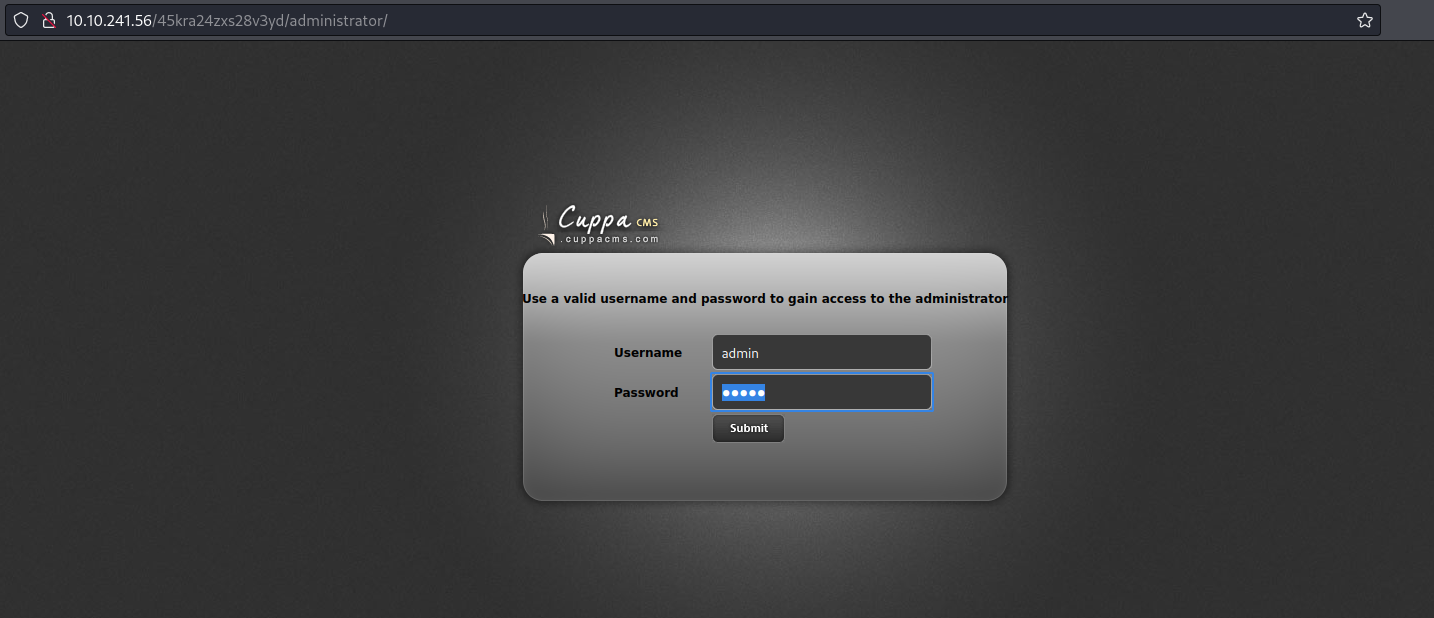 10.10.241.56/45kra24zxs28v3yd/administrator/
Cuppa CMS
.cuppacms.com
Use a valid username and password to gain access to the administrator
Username admin
Password •••••
Submit